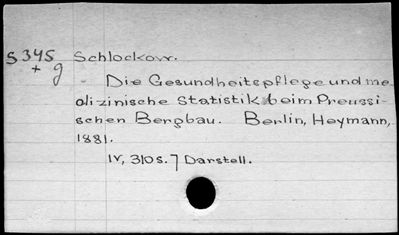 S 345 Schlockow.
+ g
- Die Gesundheitspflege und me
dizinische Statistik beim Preussi-
schen Bergbau. Berlin, Heymann,
1881.
IV, 310 s. 7 Darstell.